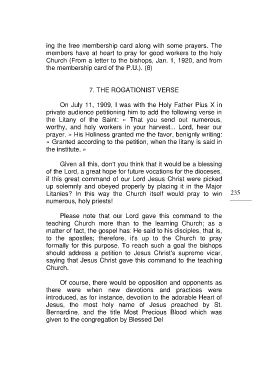 ing the free membership card along with some prayers. The
members have at heart to pray for good workers to the holy
Church (From a letter to the bishops, Jan. 1, 1920, and from
the membership card of the P.U.). (8)
7. THE ROGATIONIST VERSE
On July 11, 1909, I was with the Holy Father Pius X in
private audience petitioning him to add the following verse in
the Litany of the Saint: « That you send out numerous,
worthy, and holy workers in your harvest... Lord, hear our
prayer. » His Holiness granted me the favor, benignly writing:
« Granted according to the petition, when the litany is said in
the institute. »
Given all this, don't you think that it would be a blessing
of the Lord, a great hope for future vocations for the dioceses,
if this great command of our Lord Jesus Christ were picked
up solemnly and obeyed properly by placing it in the Major
Litanies? In this way the Church itself would pray to win
numerous, holy priests!
235
Please note that our Lord gave this command to the
teaching Church more than to the learning Church; as a
matter of fact, the gospel has: He said to his disciples, that is,
to the apostles; therefore, it's up to the Church to pray
formally for this purpose. To reach such a goal the bishops
should address a petition to Jesus Christ's supreme vicar,
saying that Jesus Christ gave this command to the teaching
Church.
Of course, there would be opposition and opponents as
there were when new devotions and practices were
introduced, as for instance, devotion to the adorable Heart of
Jesus, the most holy name of Jesus preached by St.
Bernardine, and the title Most Precious Blood which was
given to the congregation by Blessed Del